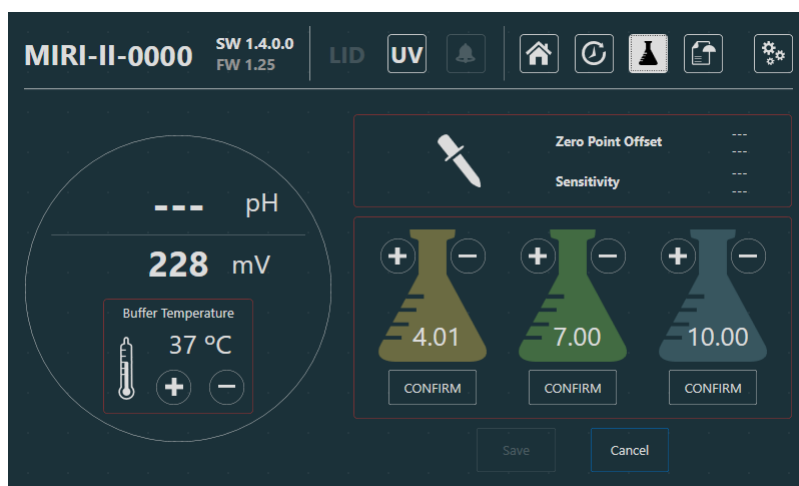 MIRI-II-0000
SW 1.4.0.0
FW 1.25
LID
UV
Zero Point Offset
---
---
Sensitivity
---
---
--- pH
228 mV
Buffer Temperature
37 ºC
4.01
7.00
10.00
CONFIRM
CONFIRM
CONFIRM
Save
Cancel